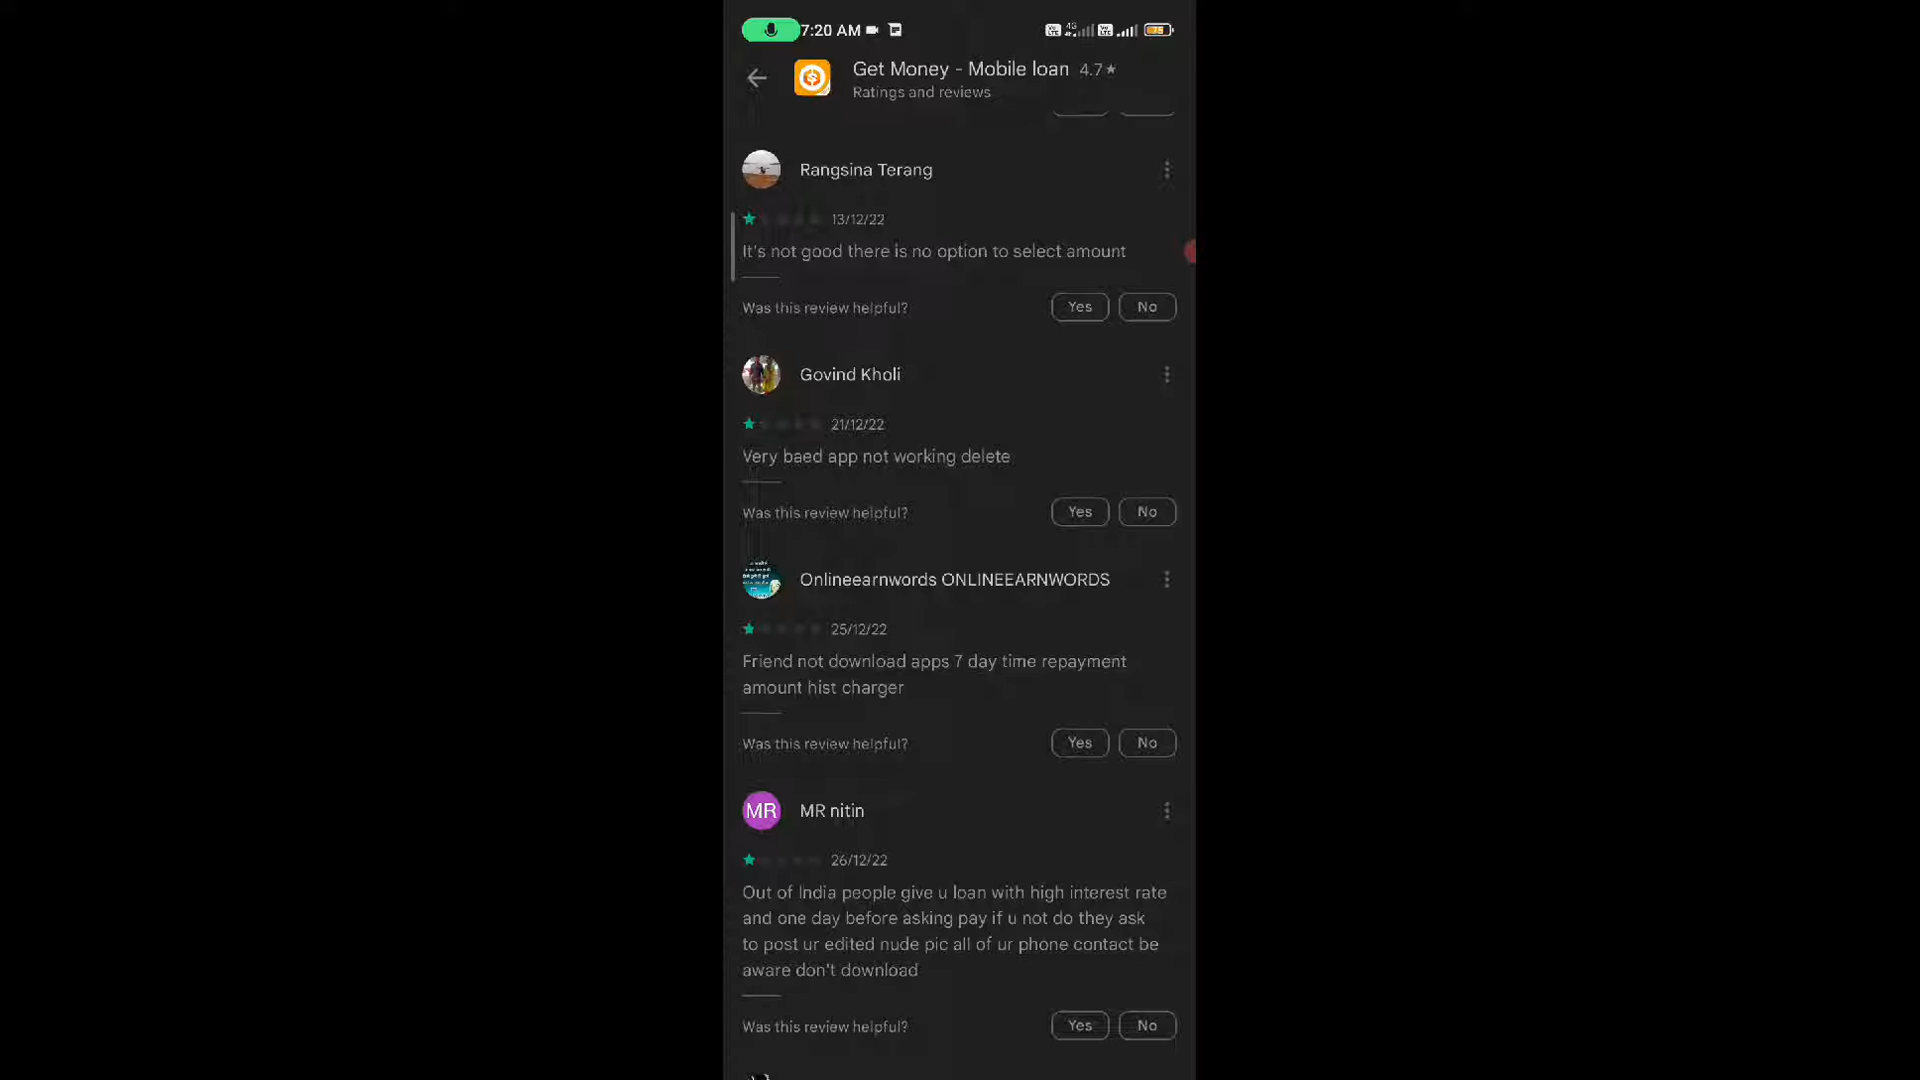 7:20 AM
4G
Get Money - Mobile loan 4.7★
Ratings and reviews
Rangsina Terang
13/12/22
It's not good there is no option to select amount
Was this review helpful? Yes No
Govind Kholi
21/12/22
Very baed app not working delete
Was this review helpful? Yes No
Onlineearnwords ONLINEEARNWORDS
25/12/22
Friend not download apps 7 day time repayment
amount hist charger
Was this review helpful? Yes No
MR MR nitin
26/12/22
Out of India people give u loan with high interest rate
and one day before asking pay if u not do they ask
to post ur edited nude pic all of ur phone contact be
aware don't download
Was this review helpful? Yes No